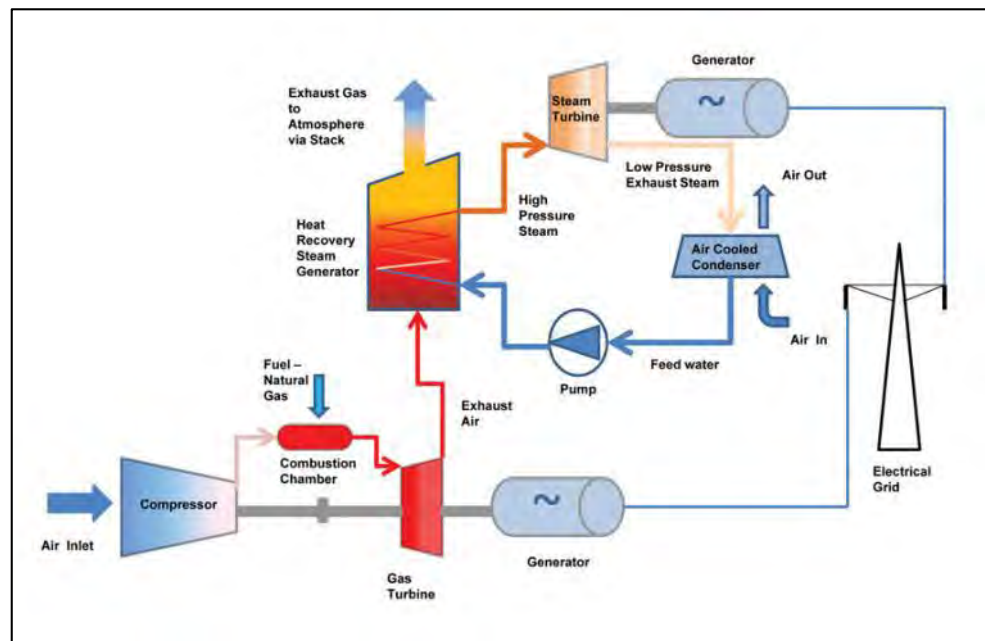 Generator
Exhaust Gas
to
Atmosphere
via Stack
Steam
Turbine
~
Low Pressure
Exhaust Steam
Air Out
High
Pressure
Steam
Heat
Recovery
Steam
Generator
Air Cooled
Condenser
Air In
Feed water
Pump
Fuel –
Natural
Gas
Exhaust
Air
Combustion
Chamber
Compressor
Air Inlet
Gas
Turbine
~
Generator
Electrical
Grid